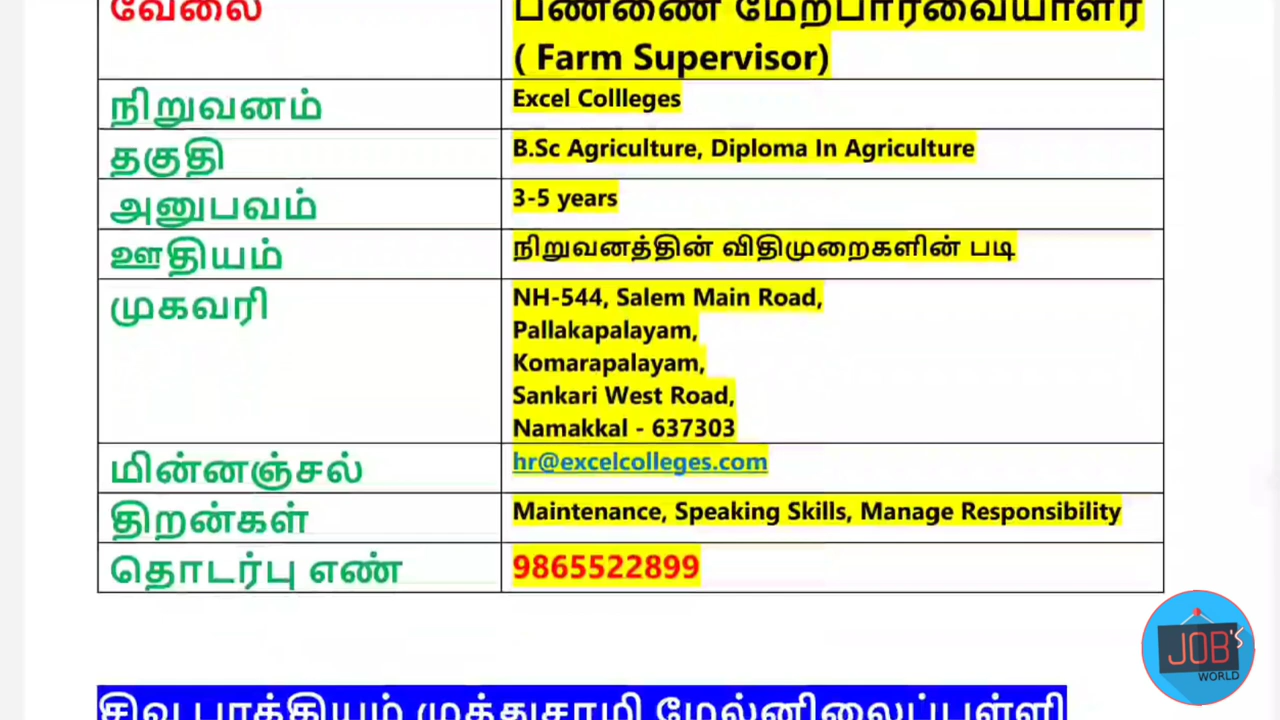 வேலை
பண்ணை மேற்பார்வையாளர்
( Farm Supervisor)
நிறுவனம்
Excel Collleges
தகுதி
B.Sc Agriculture, Diploma In Agriculture
அனுபவம்
3-5 years
ஊதியம்
நிறுவனத்தின் விதிமுறைகளின் படி
முகவரி
NH-544, Salem Main Road,
Pallakapalayam,
Komarapalayam,
Sankari West Road,
Namakkal - 637303
மின்னஞ்சல்
hr@excelcolleges.com
திறன்கள்
Maintenance, Speaking Skills, Manage Responsibility
தொடர்பு எண்
9865522899
JOB'S
WORLD
சிவ பாக்கியம் முத்துசாமி மேல்னிலைப்பள்ளி